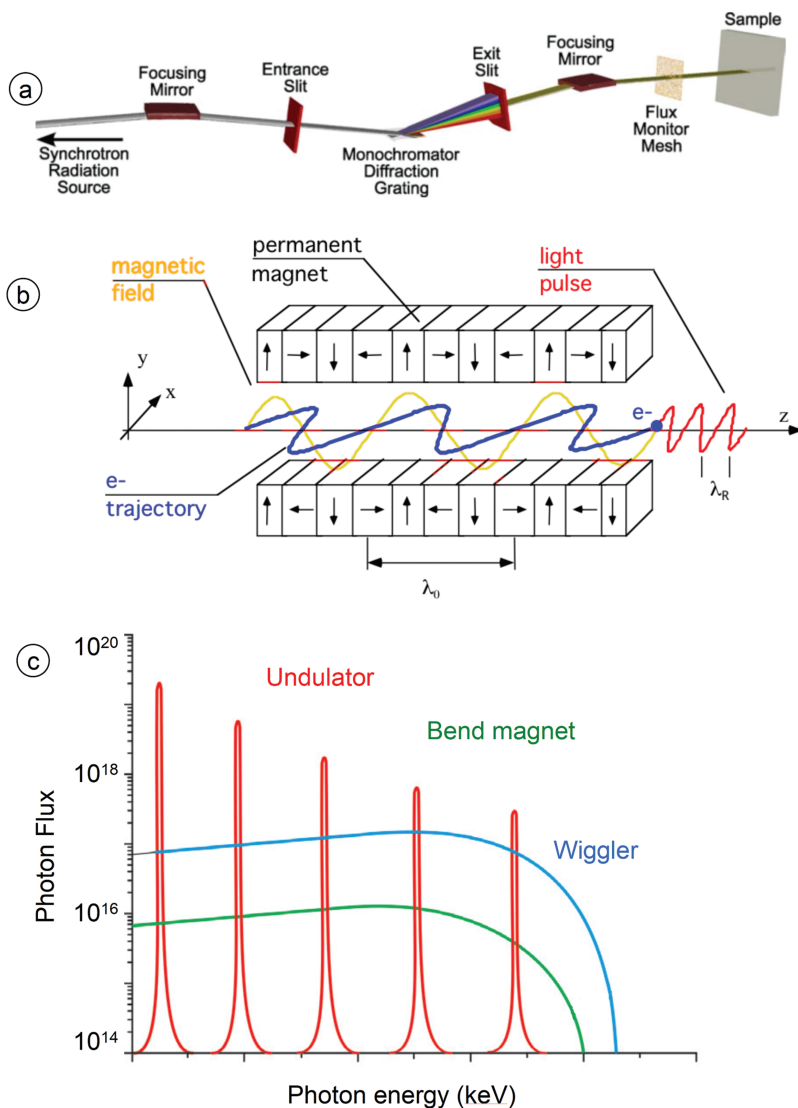 a
Synchrotron
Radiation
Source
Focusing
Mirror
Entrance
Slit
Monochromator
Diffraction
Grating
Exit
Slit
Focusing
Mirror
Flux
Monitor
Mesh
Sample
b
magnetic
field
permanent
magnet
light
pulse
y
x
z
e-
e-
trajectory
λ0
λR
c
10^20
10^18
10^16
10^14
Photon Flux
Undulator
Bend magnet
Wiggler
Photon energy (keV)